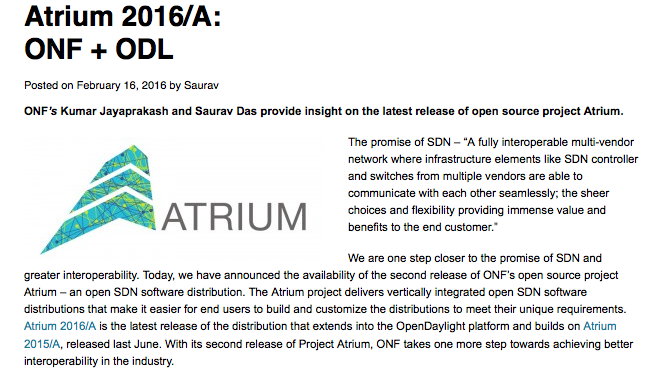 Atrium 2016/A:
ONF + ODL
Posted on February 16, 2016 by Saurav
ONF's Kumar Jayaprakash and Saurav Das provide insight on the latest release of open source project Atrium.
ATRIUM
The promise of SDN – “A fully interoperable multi-vendor
network where infrastructure elements like SDN controller
and switches from multiple vendors are able to
communicate with each other seamlessly; the sheer
choices and flexibility providing immense value and
benefits to the end customer.”
We are one step closer to the promise of SDN and
greater interoperability. Today, we have announced the availability of the second release of ONF's open source project
Atrium – an open SDN software distribution. The Atrium project delivers vertically integrated open SDN software
distributions that make it easier for end users to build and customize the distributions to meet their unique requirements.
Atrium 2016/A is the latest release of the distribution that extends into the OpenDaylight platform and builds on Atrium
2015/A, released last June. With its second release of Project Atrium, ONF takes one more step towards achieving better
interoperability in the industry.